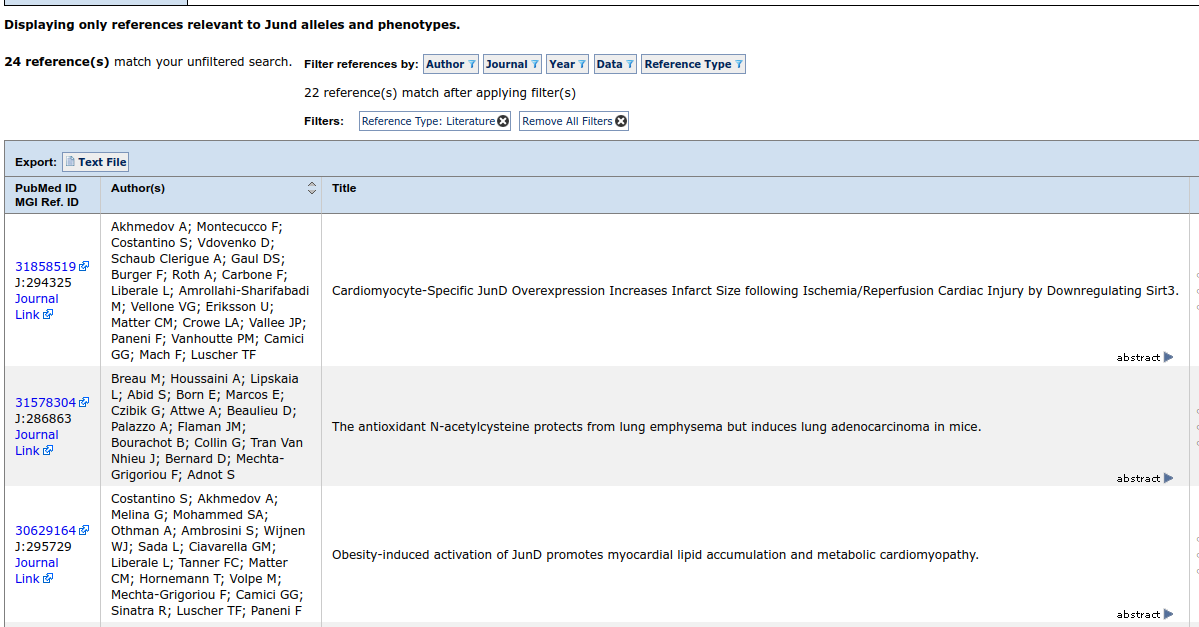 Displaying only references relevant to Jund alleles and phenotypes.
24 reference(s) match your unfiltered search.
Filter references by: Author Journal Year Data Reference Type
22 reference(s) match after applying filter(s)
Filters: Reference Type: Literature Remove All Filters
Export: Text File
PubMed ID
MGI Ref. ID
Author(s)
Title
31858519
J:294325
Journal
Link
Akhmedov A; Montecucco F;
Costantino S; Vdovenko D;
Schaub Clerigue A; Gaul DS;
Burger F; Roth A; Carbone F;
Liberale L; Amrollahi-Sharifabadi
M; Vellone VG; Eriksson U;
Matter CM; Crowe LA; Vallee JP;
Paneni F; Vanhoutte PM; Camici
GG; Mach F; Luscher TF
Cardiomyocyte-Specific JunD Overexpression Increases Infarct Size following Ischemia/Reperfusion Cardiac Injury by Downregulating Sirt3.
abstract
31578304
J:286863
Journal
Link
Breau M; Houssaini A; Lipskaia
L; Abid S; Born E; Marcos E;
Czibik G; Attwe A; Beaulieu D;
Palazzo A; Flaman JM;
Bourachot B; Collin G; Tran Van
Nhieu J; Bernard D; Mechta-
Grigoriou F; Adnot S
The antioxidant N-acetylcysteine protects from lung emphysema but induces lung adenocarcinoma in mice.
abstract
30629164
J:295729
Journal
Link
Costantino S; Akhmedov A;
Melina G; Mohammed SA;
Othman A; Ambrosini S; Wijnen
WJ; Sada L; Ciavarella GM;
Liberale L; Tanner FC; Matter
CM; Hornemann T; Volpe M;
Mechta-Grigoriou F; Camici GG;
Sinatra R; Luscher TF; Paneni F
Obesity-induced activation of JunD promotes myocardial lipid accumulation and metabolic cardiomyopathy.
abstract